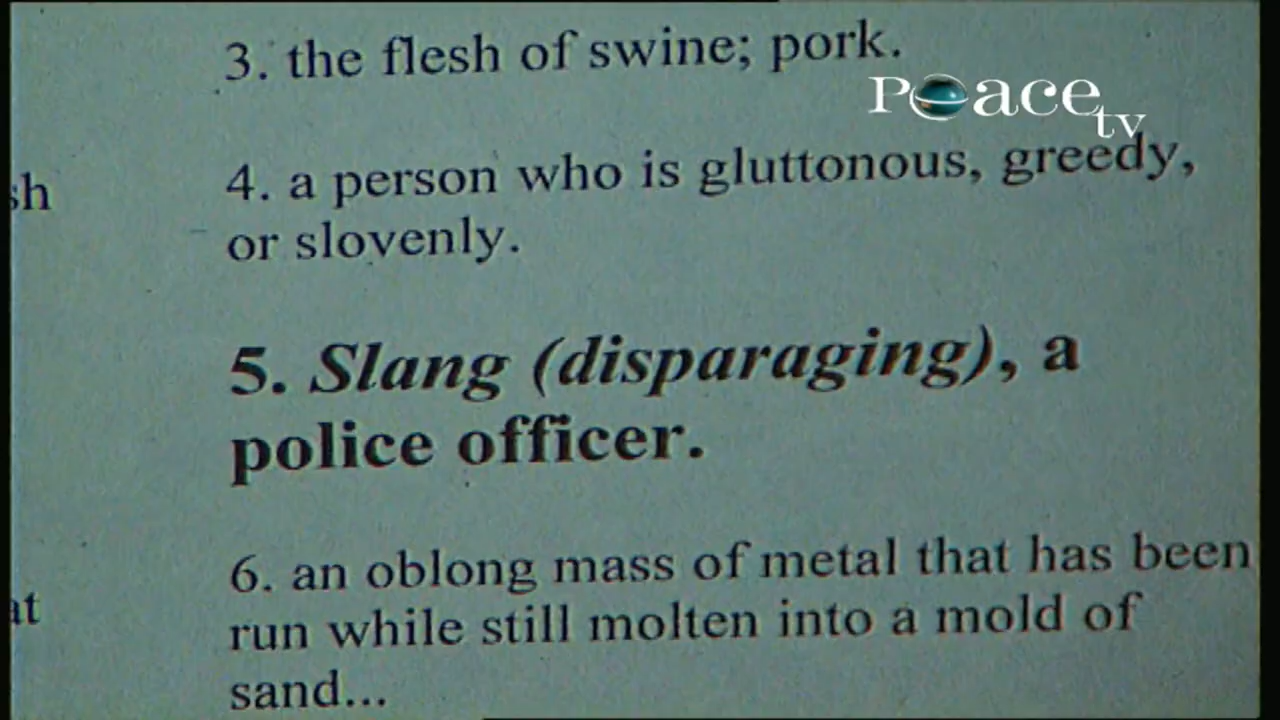 3. the flesh of swine; pork.
Peace tv
4. a person who is gluttonous, greedy,
or slovenly.
5. Slang (disparaging), a
police officer.
6. an oblong mass of metal that has been
run while still molten into a mold of
sand...
sh
at